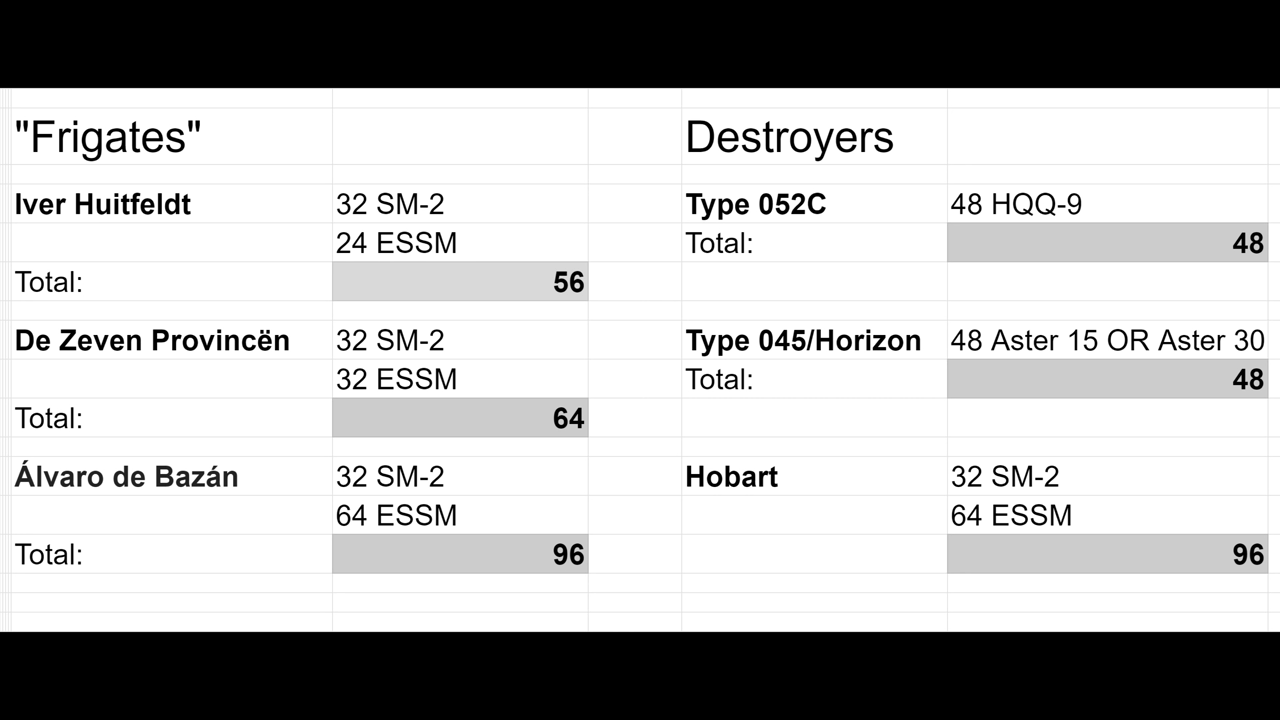 "Frigates"
Iver Huitfeldt 32 SM-2
24 ESSM
Total: 56
De Zeven Provincën 32 SM-2
32 ESSM
Total: 64
Álvaro de Bazán 32 SM-2
64 ESSM
Total: 96
Destroyers
Type 052C 48 HQQ-9
Total: 48
Type 045/Horizon 48 Aster 15 OR Aster 30
Total: 48
Hobart 32 SM-2
64 ESSM
96